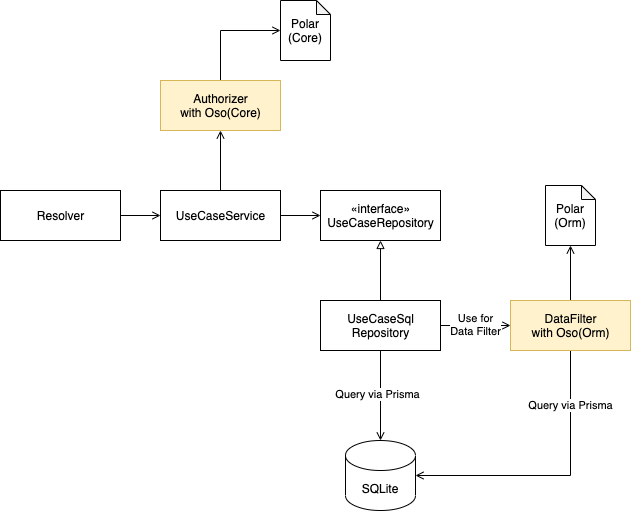 Polar
(Core)
Authorizer
with Oso(Core)
Resolver
UseCaseService
«interface»
UseCaseRepository
Polar
(Orm)
UseCaseSql
Repository
Use for
Data Filter
DataFilter
with Oso(Orm)
Query via Prisma
Query via Prisma
SQLite